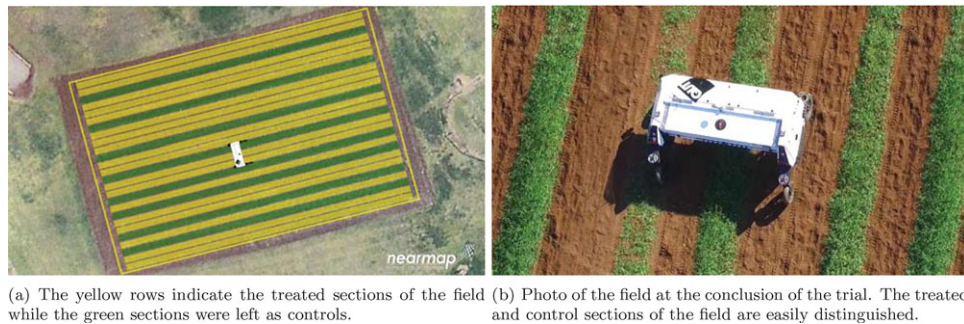 nearmap
QUT
(a) The yellow rows indicate the treated sections of the field
while the green sections were left as controls.
(b) Photo of the field at the conclusion of the trial. The treated
and control sections of the field are easily distinguished.